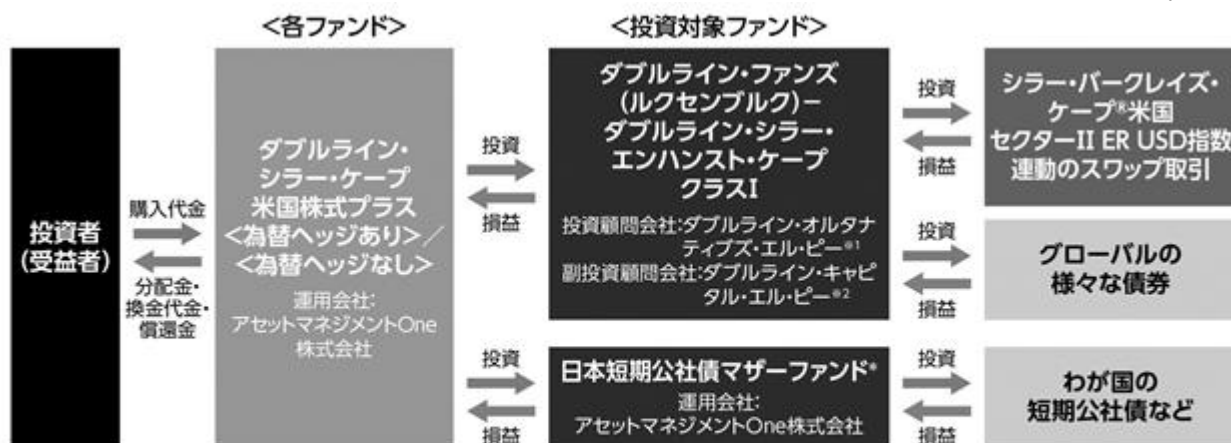 <各ファンド>
<投資対象ファンド>
投資者
(受益者)
購入代金
分配金・
換金代金・
償還金
ダブルライン・
シラー・ケープ
米国株式プラス
<為替ヘッジあり>/
<為替ヘッジなし>
運用会社:
アセットマネジメントOne
株式会社
投資
損益
ダブルライン・ファンズ
(ルクセンブルク)−
ダブルライン・シラー・
エンハンスト・ケープ
クラスI
投資顧問会社:ダブルライン・オルタナ
ティブズ・エル・ピー※1
副投資顧問会社:ダブルライン・キャピ
タル・エル・ピー※2
投資
損益
シラー・バークレイズ・
ケープ®米国
セクターII ER USD指数
連動のスワップ取引
投資
損益
グローバルの
様々な債券
投資
損益
日本短期公社債マザーファンド*
運用会社:
アセットマネジメントOne株式会社
投資
損益
わが国の
短期公社債など